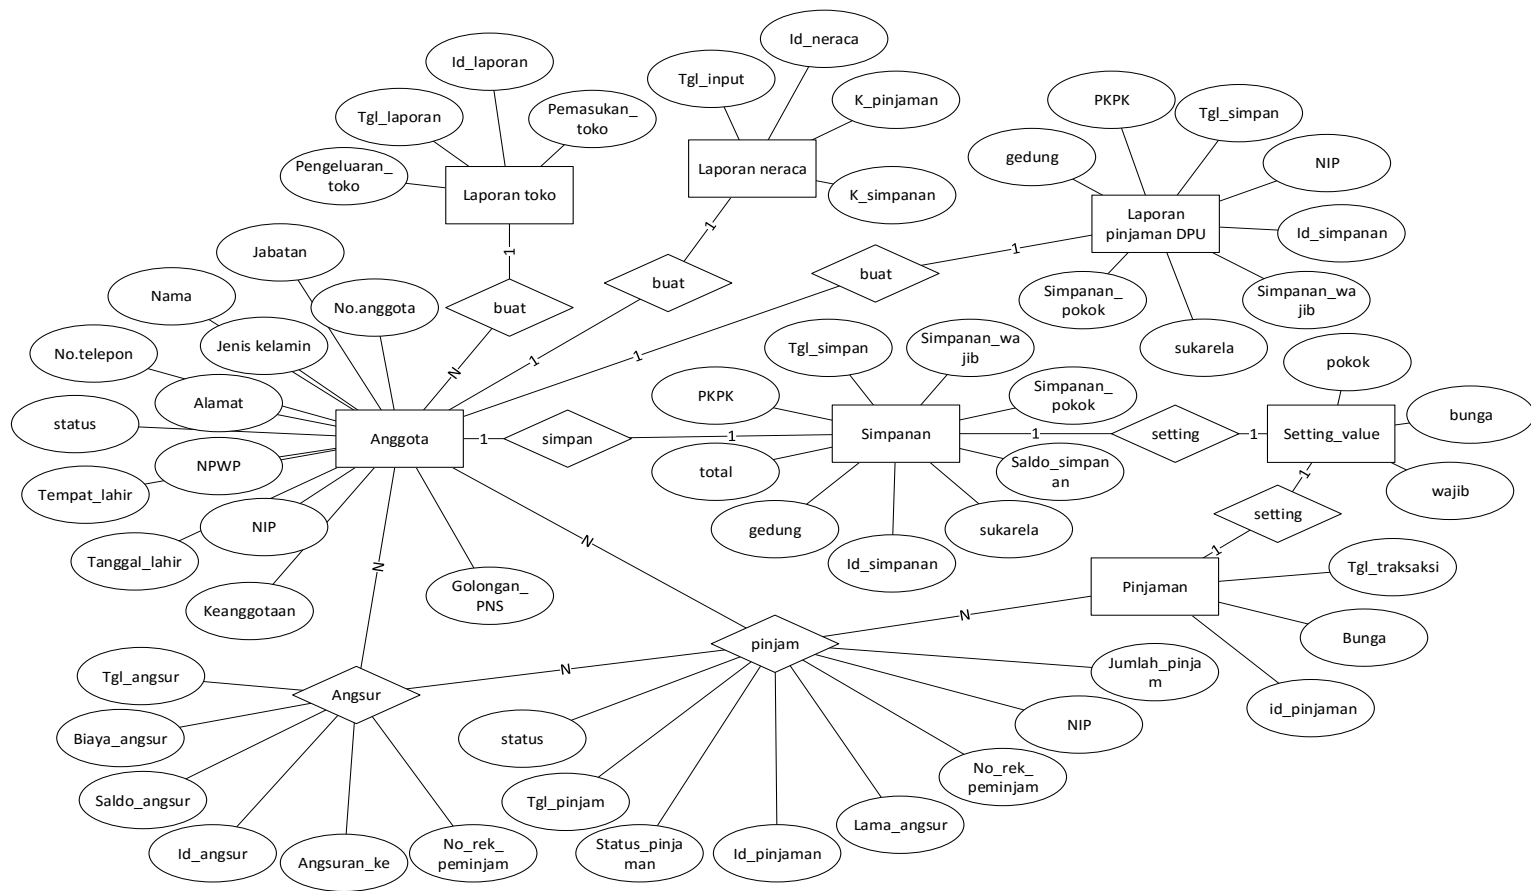 Id_neraca
Id_laporan
Tgl_input
K_pinjaman
PKPK
Tgl_simpan
Tgl_laporan
Pemasukan_
toko
gedung
NIP
Pengeluaran_
toko
Laporan toko
Laporan neraca
K_simpanan
Laporan
pinjaman DPU
Id_simpanan
1
1
1
Jabatan
buat
buat
buat
Nama
No.anggota
Simpanan_
pokok
Simpanan_wa
jib
Jenis kelamin
No.telepon
Tgl_simpan
Simpanan_wa
jib
sukarela
pokok
N
1
1
Alamat
PKPK
Simpanan_
pokok
status
Anggota
1
simpan
1
Simpanan
1
setting
1
Setting_value
bunga
NPWP
total
Saldo_simpan
an
1
Tempat_lahir
wajib
NIP
gedung
sukarela
setting
Tanggal_lahir
N
N
Id_simpanan
1
Tgl_traksaksi
Keanggotaan
Golongan_
PNS
Pinjaman
N
Bunga
pinjam
Tgl_angsur
N
Jumlah_pinja
m
Angsur
id_pinjaman
Biaya_angsur
status
NIP
Saldo_angsur
Tgl_pinjam
No_rek_
peminjam
Lama_angsur
Id_angsur
Angsuran_ke
No_rek_
peminjam
Status_pinja
man
Id_pinjaman